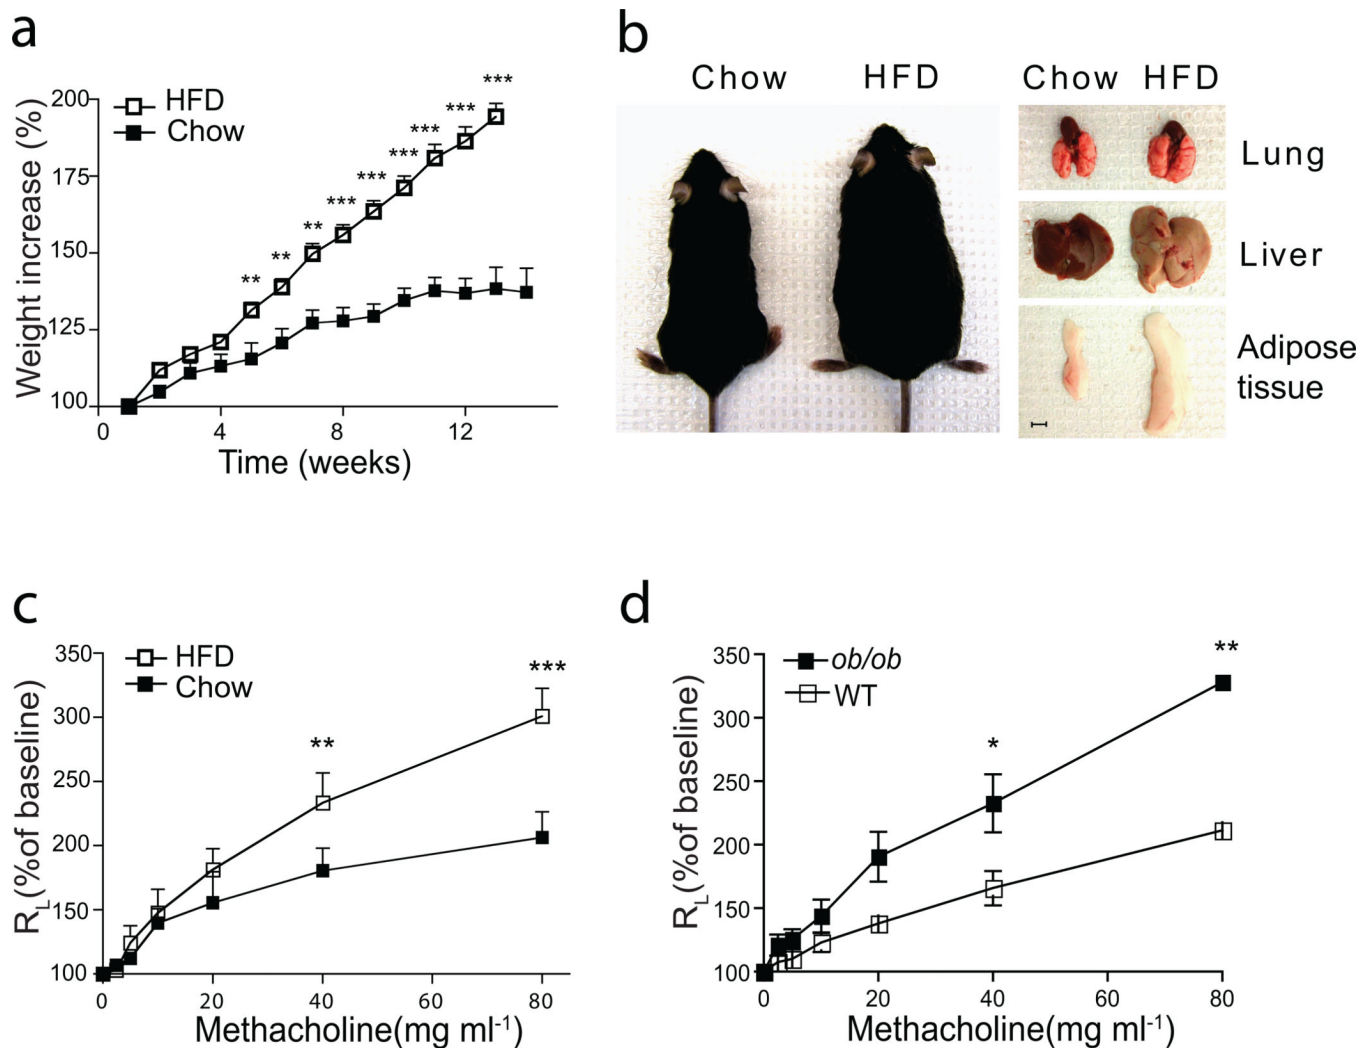 a
HFD
Chow
Weight increase (%)
200
175
150
125
100
** ** ** *** *** *** *** *** ***
0 4 8 12
Time (weeks)
b
Chow HFD
Chow HFD
Lung
Liver
Adipose
tissue
c
HFD
Chow
R_L(%of baseline)
350
300
250
200
150
100
** ***
0 20 40 60 80
Methacholine(mg ml⁻¹)
d
ob/ob
WT
R_L(%of baseline)
350
300
250
200
150
100
* **
0 20 40 60 80
Methacholine(mg ml⁻¹)